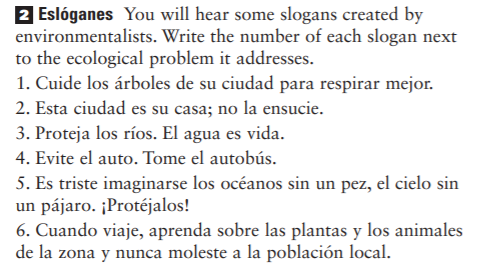 2 Eslóganes You will hear some slogans created by
environmentalists. Write the number of each slogan next
to the ecological problem it addresses.
1. Cuide los árboles de su ciudad para respirar mejor.
2. Esta ciudad es su casa; no la ensucie.
3. Proteja los ríos. El agua es vida.
4. Evite el auto. Tome el autobús.
5. Es triste imaginarse los océanos sin un pez, el cielo sin
un pájaro. ¡Protéjalos!
6. Cuando viaje, aprenda sobre las plantas y los animales
de la zona y nunca moleste a la población local.